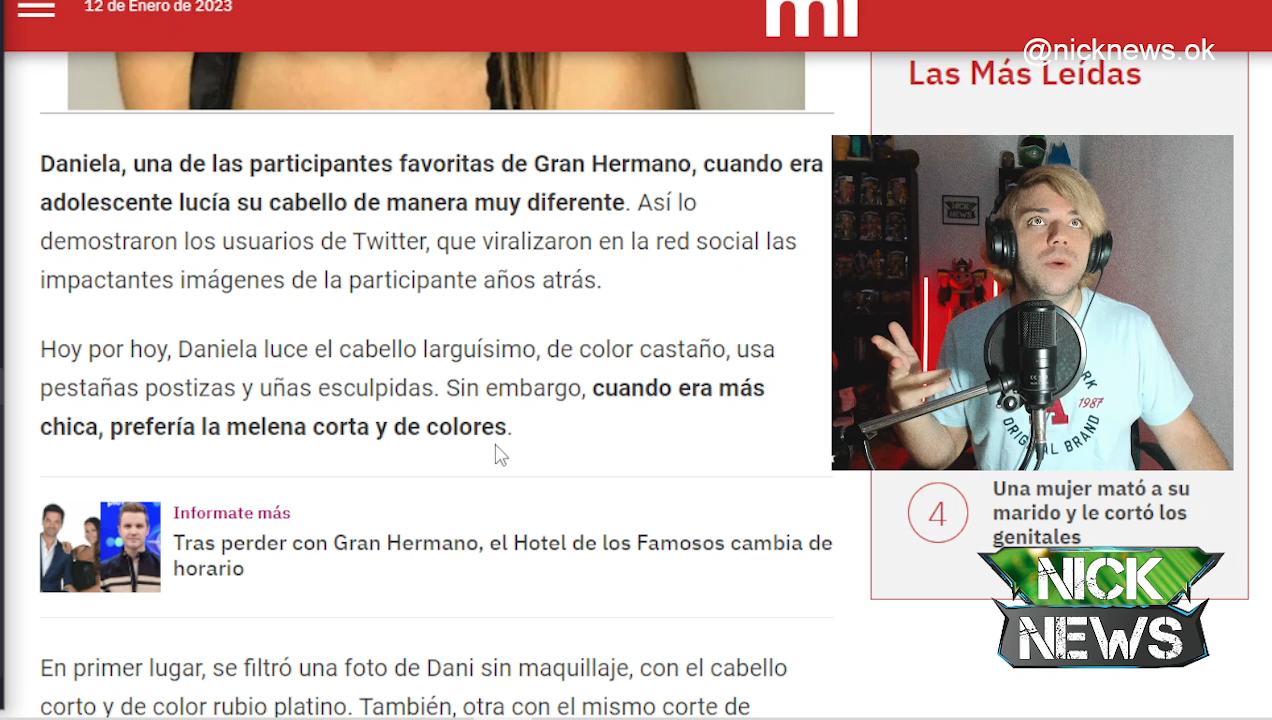 12 de Enero de 2023
@nicknews.ok
Las Más Leídas
Daniela, una de las participantes favoritas de Gran Hermano, cuando era
adolescente lucía su cabello de manera muy diferente. Así lo
demostraron los usuarios de Twitter, que viralizaron en la red social las
impactantes imágenes de la participante años atrás.
Hoy por hoy, Daniela luce el cabello larguísimo, de color castaño, usa
pestañas postizas y uñas esculpidas. Sin embargo, cuando era más
chica, prefería la melena corta y de colores.
Informate más
Tras perder con Gran Hermano, el Hotel de los Famosos cambia de
horario
En primer lugar, se filtró una foto de Dani sin maquillaje, con el cabello
corto y de color rubio platino. También, otra con el mismo corte de
NICK
NEWS
1987
BRAND
4
Una mujer mató a su
marido y le cortó los
genitales
NICK
NEWS